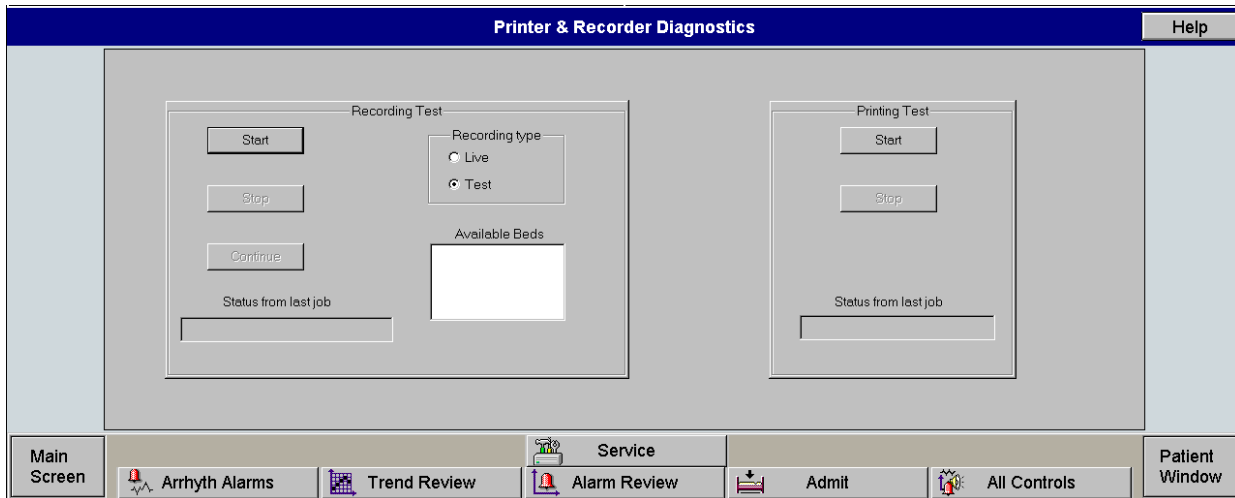 Printer & Recorder Diagnostics
Help
Recording Test
Start
Stop
Continue
Status from last job
Recording type
Live
Test
Available Beds
Printing Test
Start
Stop
Status from last job
Main
Screen
Service
Arrhyth Alarms
Trend Review
Alarm Review
Admit
All Controls
Patient
Window